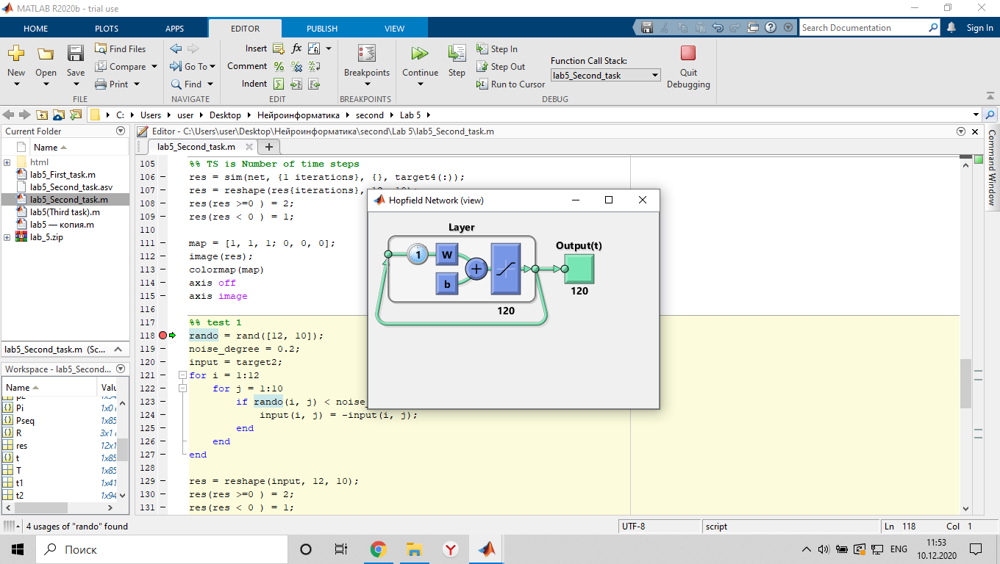 MATLAB R2020b - trial use
HOME PLOTS APPS EDITOR PUBLISH VIEW
Search Documentation
Sign In
New
Open
Save
Find Files
Compare
Print
FILE
Go To
Find
NAVIGATE
Insert
fx
Comment
Indent
EDIT
Breakpoints
BREAKPOINTS
Continue
Step
Step In
Step Out
Run to Cursor
Function Call Stack:
lab5_Second_task
Quit Debugging
DEBUG
C: Users user Desktop Нейроинформатика second Lab 5
Current Folder
Name
html
lab5_First_task.m
lab5_Second_task.asv
lab5_Second_task.m
lab5(Third task).m
lab5 — копия.m
lab_5.zip
lab5_Second_task.m (Sc...
Workspace - lab5_Second...
Name Valu
Pi 1x0
Pseq 1x85
R 3x1
res 12x1
t 1x85
T 1x85
t1 1x41
t2 1x94
Editor - C:\Users\user\Desktop\Нейроинформатика\second\Lab 5\lab5_Second_task.m
lab5_Second_task.m
Command Window
105 %% TS is Number of time steps
106 res = sim(net, {1 iterations}, {}, target4(:));
107 res = reshape(res{iterations}, 12, 10);
108 res(res >=0 ) = 2;
109 res(res < 0 ) = 1;
110
111 map = [1, 1, 1; 0, 0, 0];
112 image(res);
113 colormap(map)
114 axis off
115 axis image
116
117 %% test 1
118 rando = rand([12, 10]);
119 noise_degree = 0.2;
120 input = target2;
121 for i = 1:12
122 for j = 1:10
123 if rando(i, j) < noise_
124 input(i, j) = -input(i, j);
125 end
126 end
127 end
128
129 res = reshape(input, 12, 10);
130 res(res >=0 ) = 2;
131 res(res < 0 ) = 1;
Hopfield Network (view)
Layer
1
W
b
+
120
Output(t)
120
4 usages of "rando" found
UTF-8
script
Ln 118 Col 1
Поиск
ENG
11:53
10.12.2020